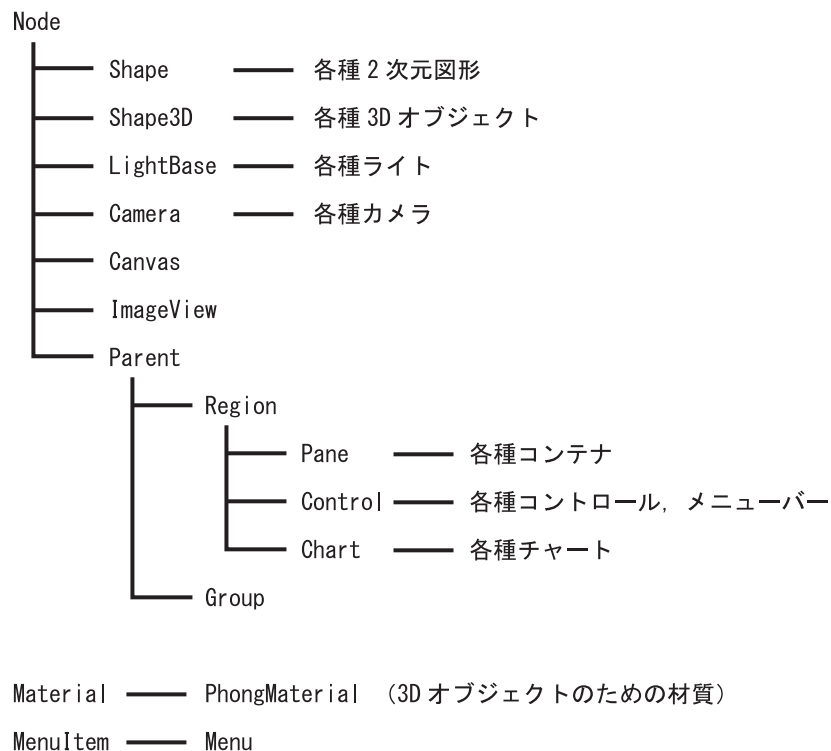 Node
Shape 各種2次元図形
Shape3D 各種3Dオブジェクト
LightBase 各種ライト
Camera 各種カメラ
Canvas
ImageView
Parent
Region
Pane 各種コンテナ
Control 各種コントロール, メニューバー
Chart 各種チャート
Group
Material PhongMaterial (3Dオブジェクトのための材質)
MenuItem Menu